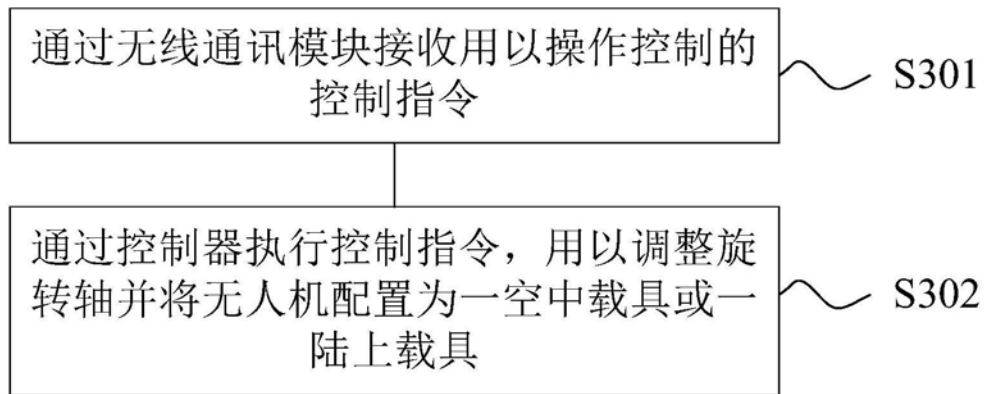 通过无线通讯模块接收用以操作控制的
控制指令
S301
通过控制器执行控制指令，用以调整旋
转轴并将无人机配置为一空中载具或一
陆上载具
S302